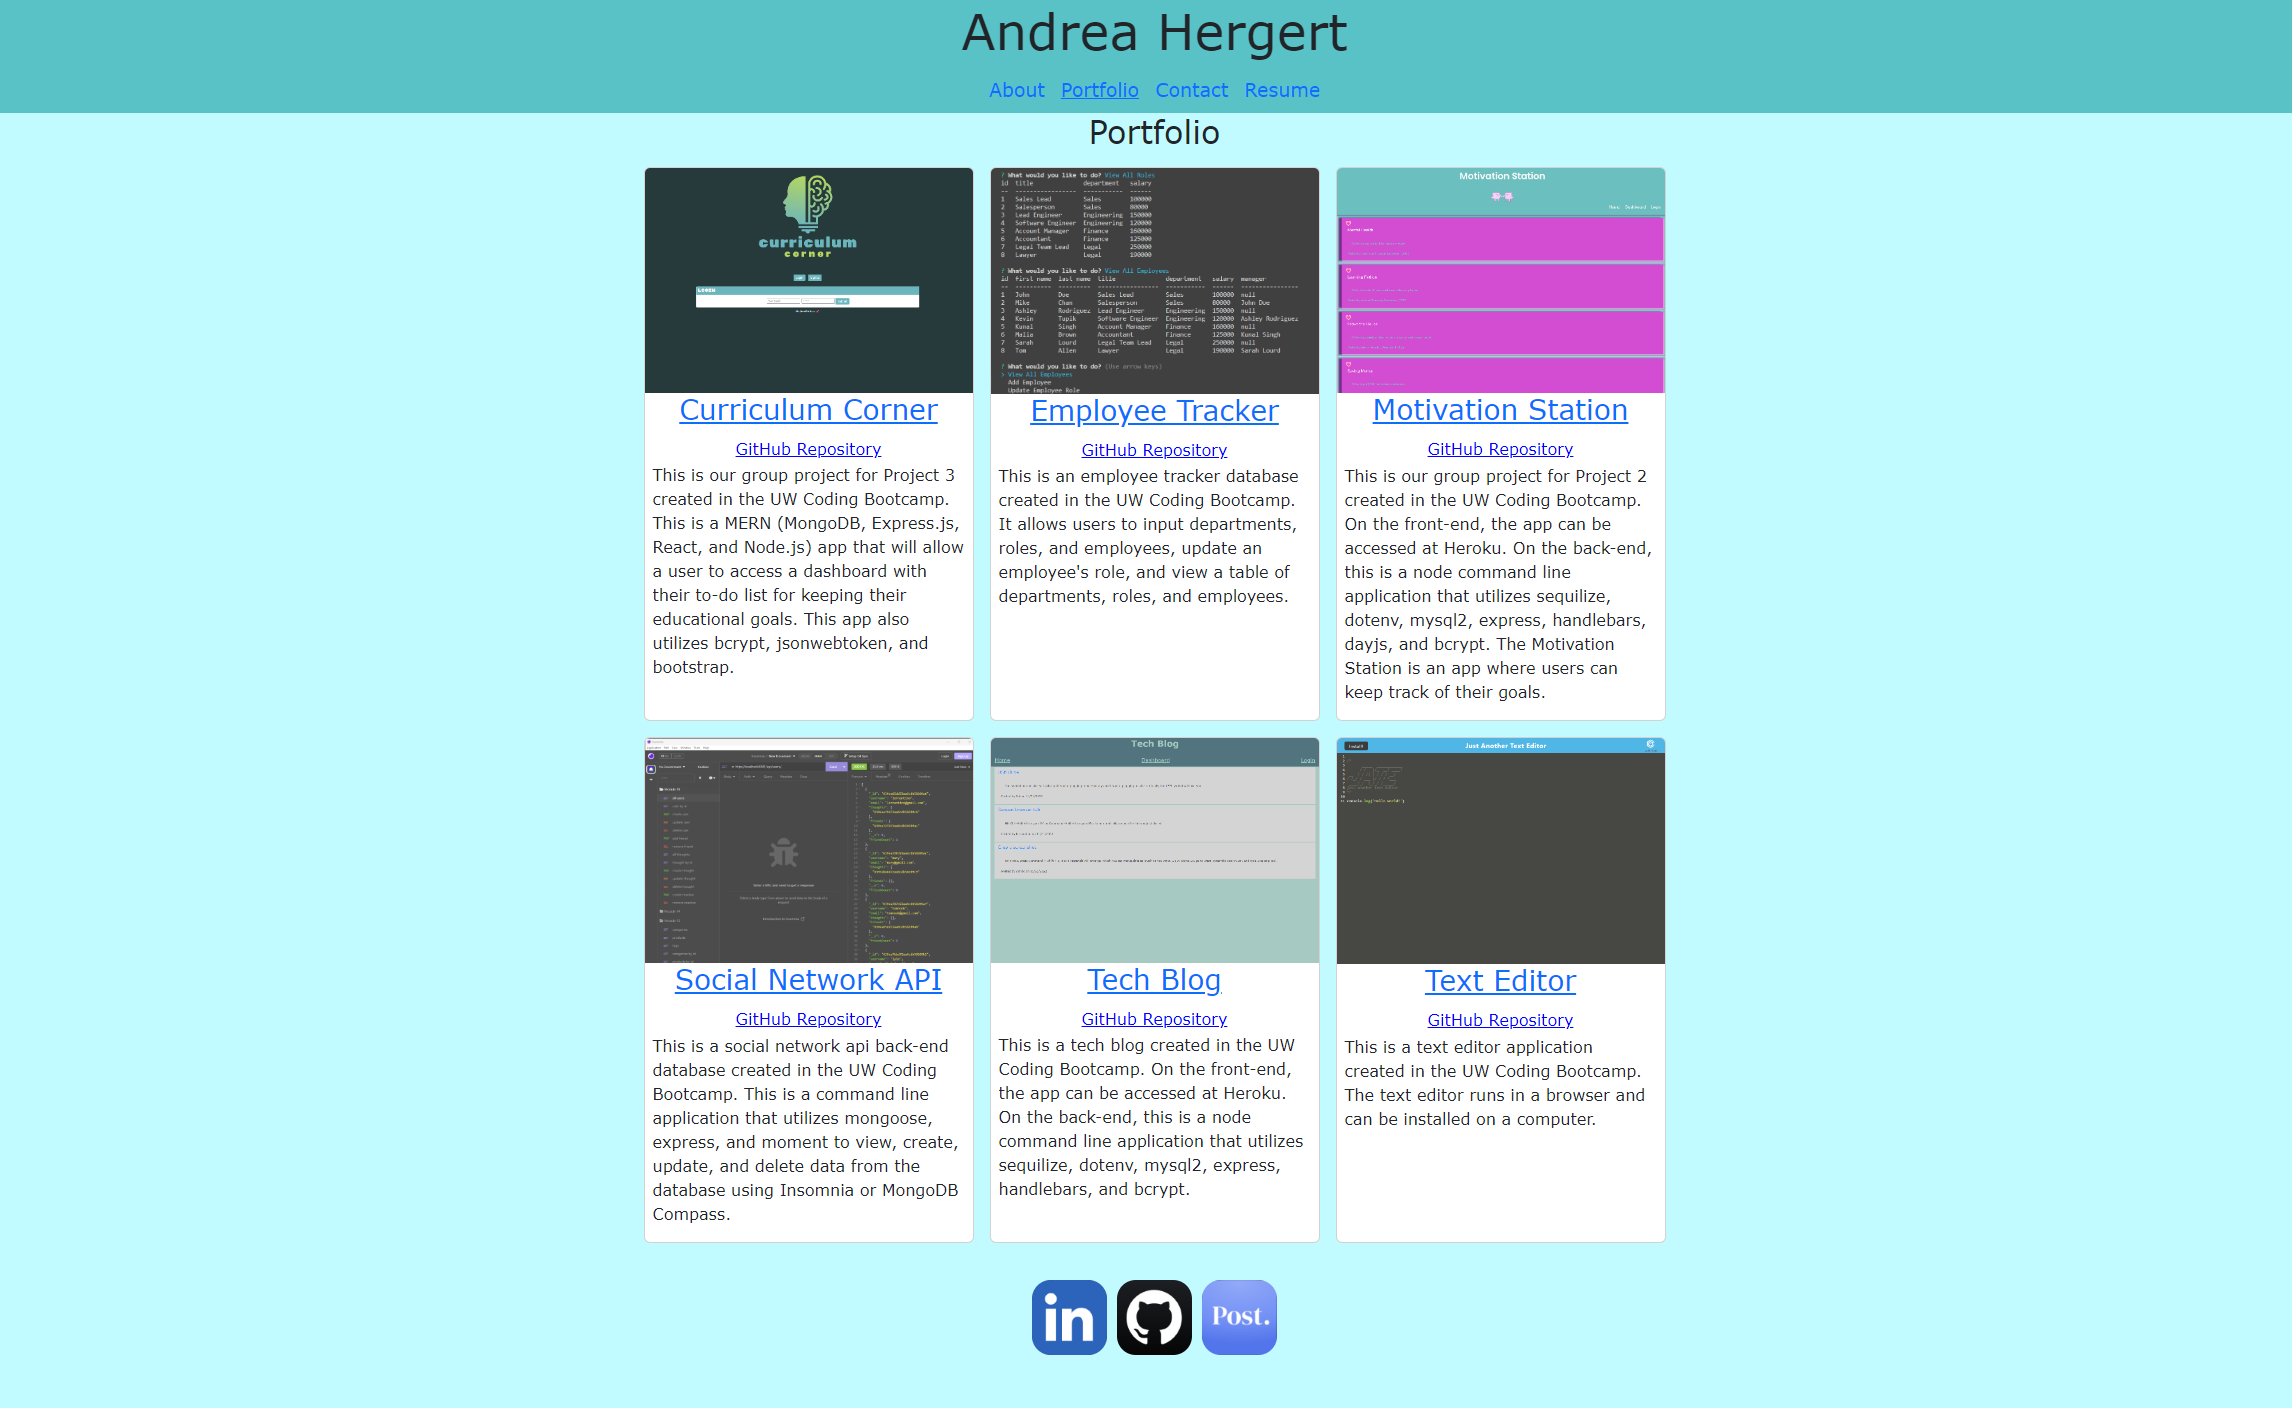 Andrea Hergert
About Portfolio Contact Resume
Portfolio
curriculum
corner
LOGIN
Curriculum Corner
GitHub Repository
This is our group project for Project 3
created in the UW Coding Bootcamp.
This is a MERN (MongoDB, Express.js,
React, and Node.js) app that will allow
a user to access a dashboard with
their to-do list for keeping their
educational goals. This app also
utilizes bcrypt, jsonwebtoken, and
bootstrap.
? What would you like to do? View All Roles
id title department salary
1 Sales Lead Sales 100000
2 Salesperson Sales 80000
3 Lead Engineer Engineering 150000
4 Software Engineer Engineering 120000
5 Account Manager Finance 160000
6 Accountant Finance 125000
7 Legal Team Lead Legal 250000
8 Lawyer Legal 190000
? What would you like to do? View All Employees
id first name last name title department salary manager
1 John Doe Sales Lead Sales 100000 null
2 Mike Chan Salesperson Sales 80000 John Doe
3 Ashley Rodriguez Lead Engineer Engineering 150000 null
4 Kevin Tupik Software Engineer Engineering 120000 Ashley Rodriguez
5 Kunal Singh Account Manager Finance 160000 null
6 Malia Brown Accountant Finance 125000 Kunal Singh
7 Sarah Lourd Legal Team Lead Legal 250000 null
8 Tom Allen Lawyer Legal 190000 Sarah Lourd
? What would you like to do? (Use arrow keys)
> View All Employees
Add Employee
Update Employee Role
Employee Tracker
GitHub Repository
This is an employee tracker database
created in the UW Coding Bootcamp.
It allows users to input departments,
roles, and employees, update an
employee's role, and view a table of
departments, roles, and employees.
Motivation Station
Home Dashboard Login
Motivation Station
GitHub Repository
This is our group project for Project 2
created in the UW Coding Bootcamp.
On the front-end, the app can be
accessed at Heroku. On the back-end,
this is a node command line
application that utilizes sequilize,
dotenv, mysql2, express, handlebars,
dayjs, and bcrypt. The Motivation
Station is an app where users can
keep track of their goals.
Social Network API
GitHub Repository
This is a social network api back-end
database created in the UW Coding
Bootcamp. This is a command line
application that utilizes mongoose,
express, and moment to view, create,
update, and delete data from the
database using Insomnia or MongoDB
Compass.
Tech Blog
Home Dashboard Login
Tech Blog
GitHub Repository
This is a tech blog created in the UW
Coding Bootcamp. On the front-end,
the app can be accessed at Heroku.
On the back-end, this is a node
command line application that utilizes
sequilize, dotenv, mysql2, express,
handlebars, and bcrypt.
Install!
Just Another Text Editor
Text Editor
GitHub Repository
This is a text editor application
created in the UW Coding Bootcamp.
The text editor runs in a browser and
can be installed on a computer.
in
Post.